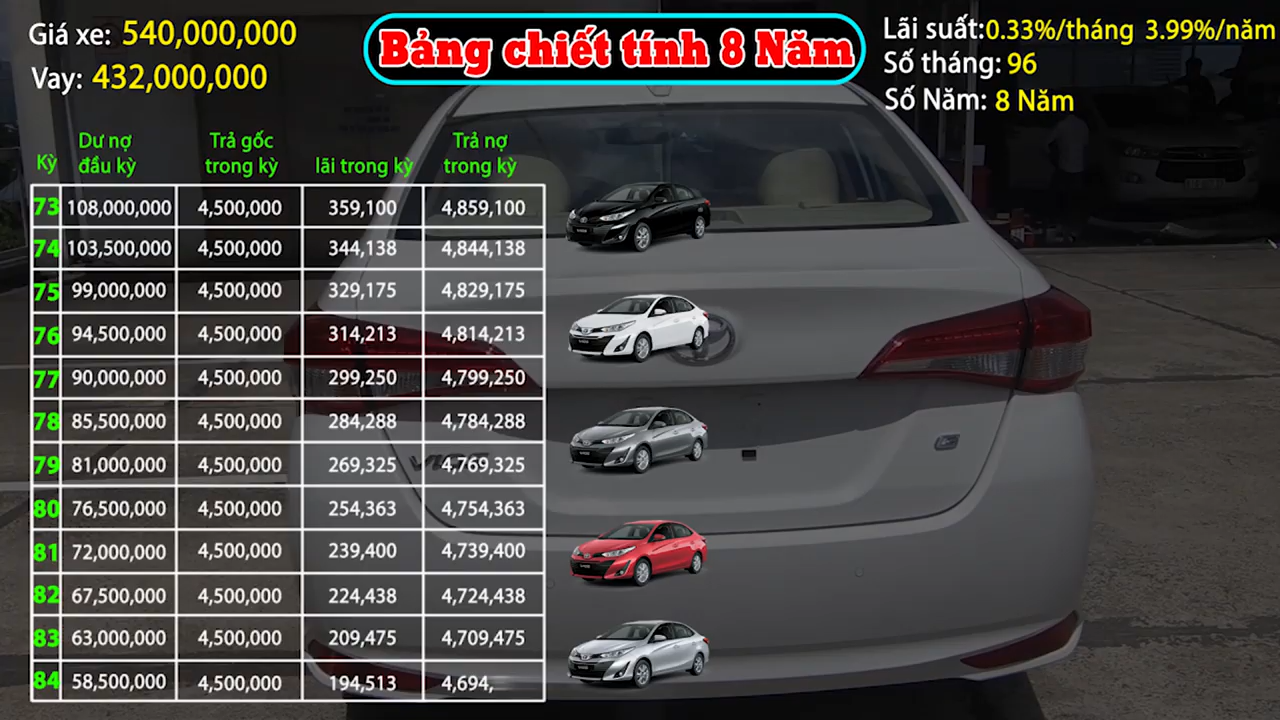 Giá xe: 540,000,000
Vay: 432,000,000
Bảng chiết tính 8 Năm
Lãi suất: 0.33%/tháng 3.99%/năm
Số tháng: 96
Số Năm: 8 Năm
Kỳ Dư nợ đầu kỳ Trả gốc trong kỳ lãi trong kỳ Trả nợ trong kỳ
73 108,000,000 4,500,000 359,100 4,859,100
74 103,500,000 4,500,000 344,138 4,844,138
75 99,000,000 4,500,000 329,175 4,829,175
76 94,500,000 4,500,000 314,213 4,814,213
77 90,000,000 4,500,000 299,250 4,799,250
78 85,500,000 4,500,000 284,288 4,784,288
79 81,000,000 4,500,000 269,325 4,769,325
80 76,500,000 4,500,000 254,363 4,754,363
81 72,000,000 4,500,000 239,400 4,739,400
82 67,500,000 4,500,000 224,438 4,724,438
83 63,000,000 4,500,000 209,475 4,709,475
84 58,500,000 4,500,000 194,513 4,694,